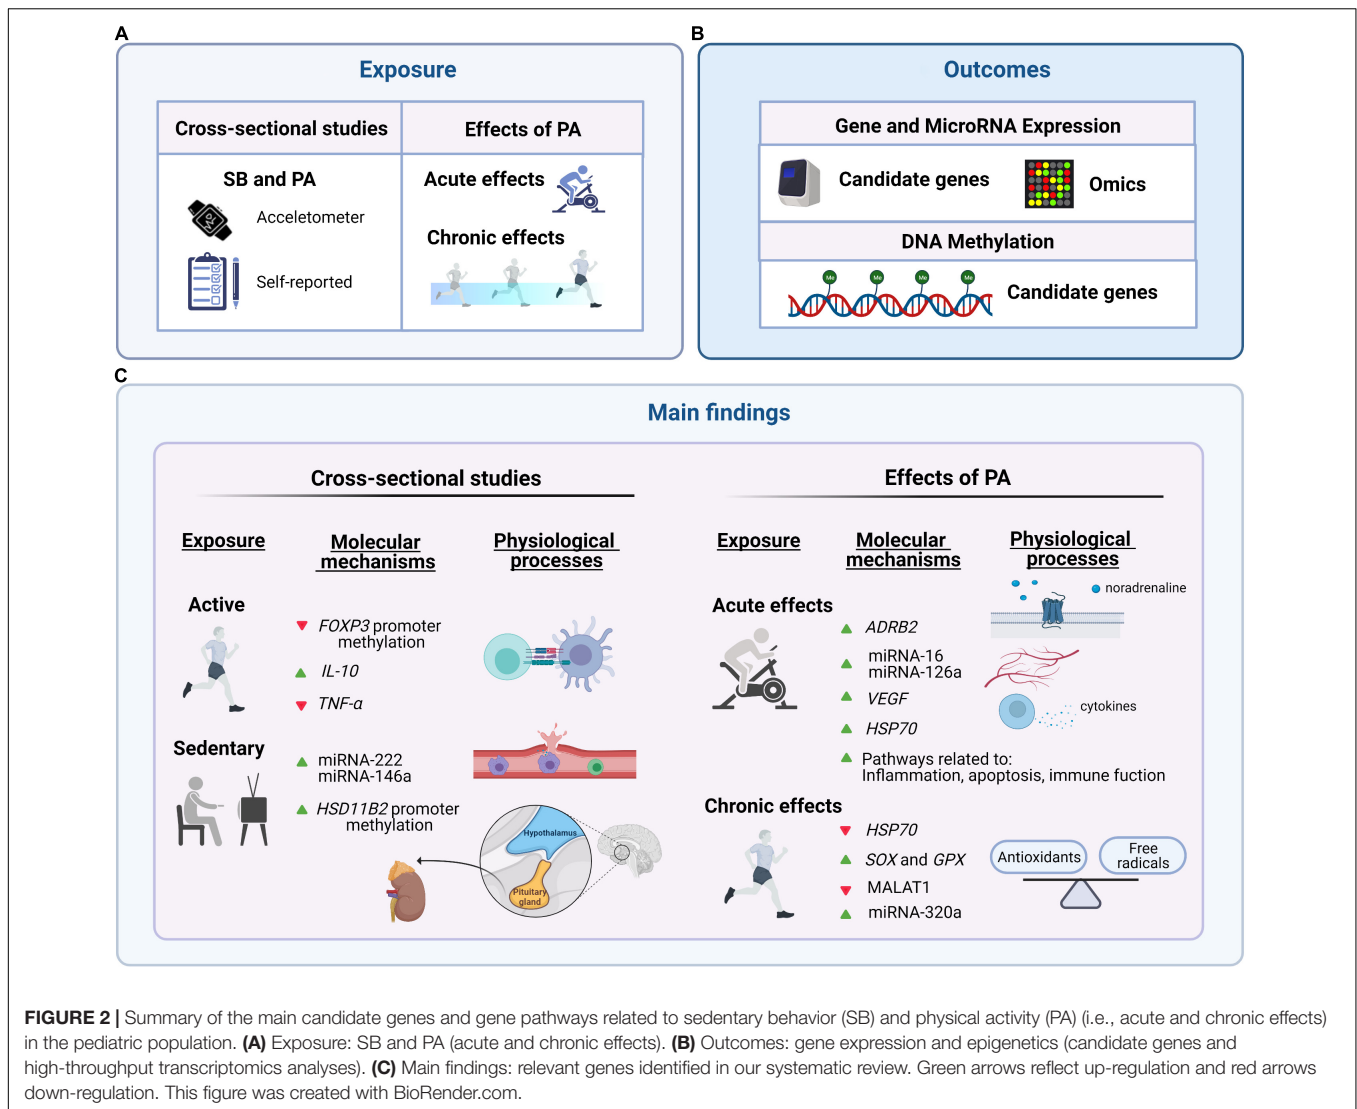 A
Exposure
Cross-sectional studies
Effects of PA
SB and PA
Acceletometer
Self-reported
Acute effects
Chronic effects
B
Outcomes
Gene and MicroRNA Expression
Candidate genes
Omics
DNA Methylation
Me
Me
Me
Me
Candidate genes
C
Main findings
Cross-sectional studies
Exposure
Molecular
mechanisms
Physiological
processes
Active
FOXP3 promoter
methylation
IL-10
TNF-α
Sedentary
miRNA-222
miRNA-146a
HSD11B2 promoter
methylation
Hypothalamus
Pituitary
gland
Effects of PA
Exposure
Molecular
mechanisms
Physiological
processes
Acute effects
ADRB2
miRNA-16
miRNA-126a
VEGF
HSP70
Pathways related to:
Inflammation, apoptosis, immune fuction
noradrenaline
cytokines
Chronic effects
HSP70
SOX and GPX
MALAT1
miRNA-320a
Antioxidants
Free
radicals
FIGURE 2 | Summary of the main candidate genes and gene pathways related to sedentary behavior (SB) and physical activity (PA) (i.e., acute and chronic effects)
in the pediatric population. (A) Exposure: SB and PA (acute and chronic effects). (B) Outcomes: gene expression and epigenetics (candidate genes and
high-throughput transcriptomics analyses). (C) Main findings: relevant genes identified in our systematic review. Green arrows reflect up-regulation and red arrows
down-regulation. This figure was created with BioRender.com.